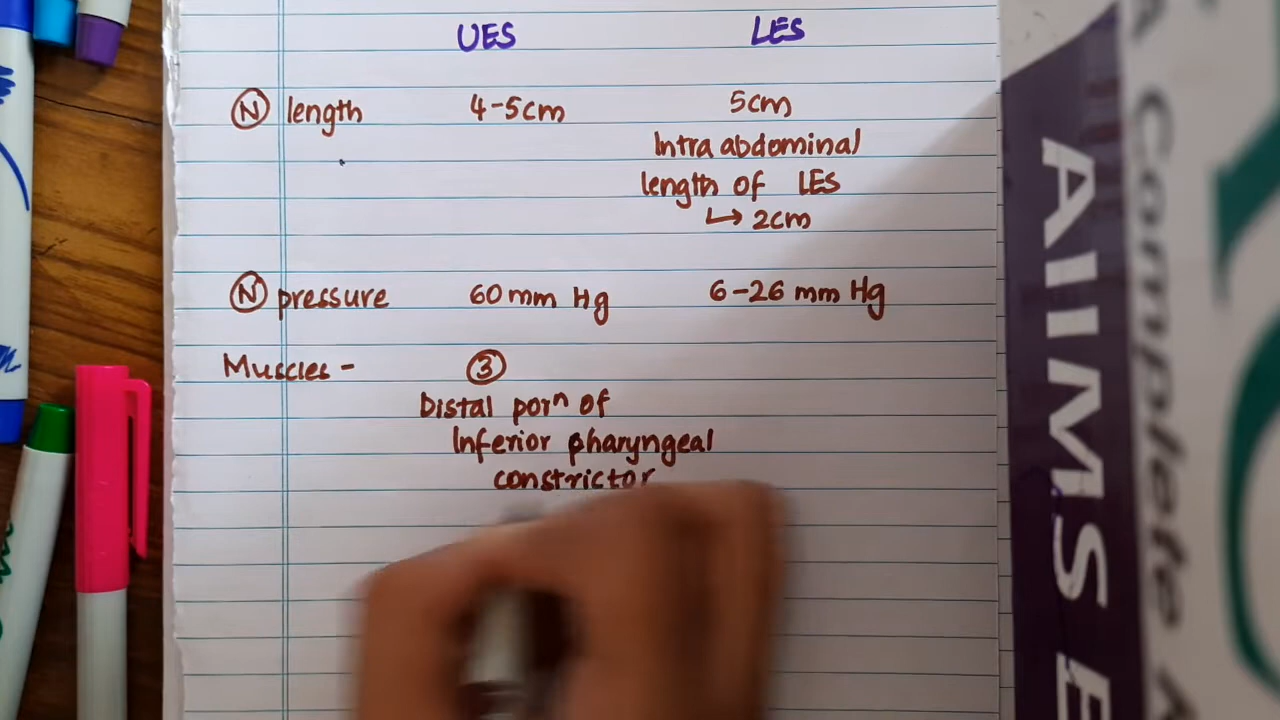 UES LES
Ⓝ length 4-5cm 5cm
Intra abdominal
length of LES
↳ 2cm
Ⓝ pressure 60 mm Hg 6-26 mm Hg
Muscles - ③
Distal porⁿ of
Inferior pharyngeal
constrictor
AIIMS E
A Complete A